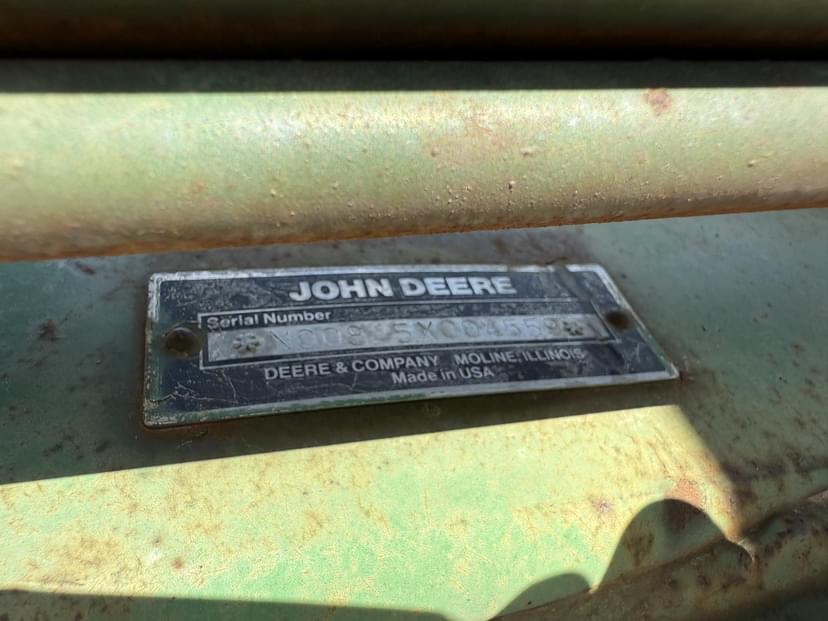 JOHN DEERE
Serial Number
DEERE & COMPANY MOLINE, ILLINOIS
Made in USA